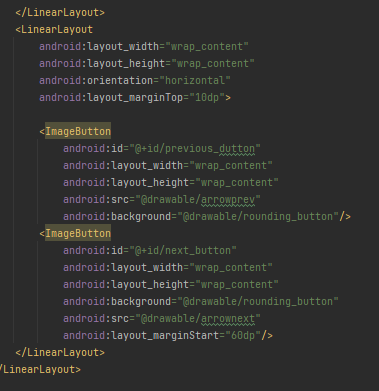 </LinearLayout>
<LinearLayout
android:layout_width="wrap_content"
android:layout_height="wrap_content"
android:orientation="horizontal"
android:layout_marginTop="10dp">
<ImageButton
android:id="@+id/previous_dutton"
android:layout_width="wrap_content"
android:layout_height="wrap_content"
android:src="@drawable/arrowprev"
android:background="@drawable/rounding_button"/>
<ImageButton
android:id="@+id/next_button"
android:layout_width="wrap_content"
android:layout_height="wrap_content"
android:background="@drawable/rounding_button"
android:src="@drawable/arrownext"
android:layout_marginStart="60dp"/>
</LinearLayout>
/LinearLayout>